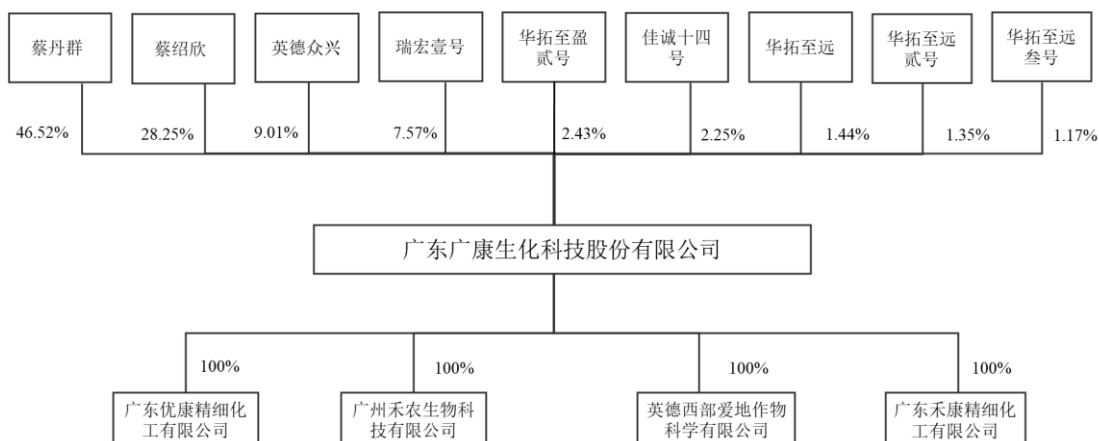 蔡丹群
蔡绍欣
英德众兴
瑞宏壹号
华拓至盈
贰号
佳诚十四
号
华拓至远
华拓至远
贰号
华拓至远
叁号
46.52%
28.25%
9.01%
7.57%
2.43%
2.25%
1.44%
1.35%
1.17%
广东广康生化科技股份有限公司
100%
100%
100%
100%
广东优康精细化
工有限公司
广州禾农生物科
技有限公司
英德西部爱地作物
科学有限公司
广东禾康精细化
工有限公司